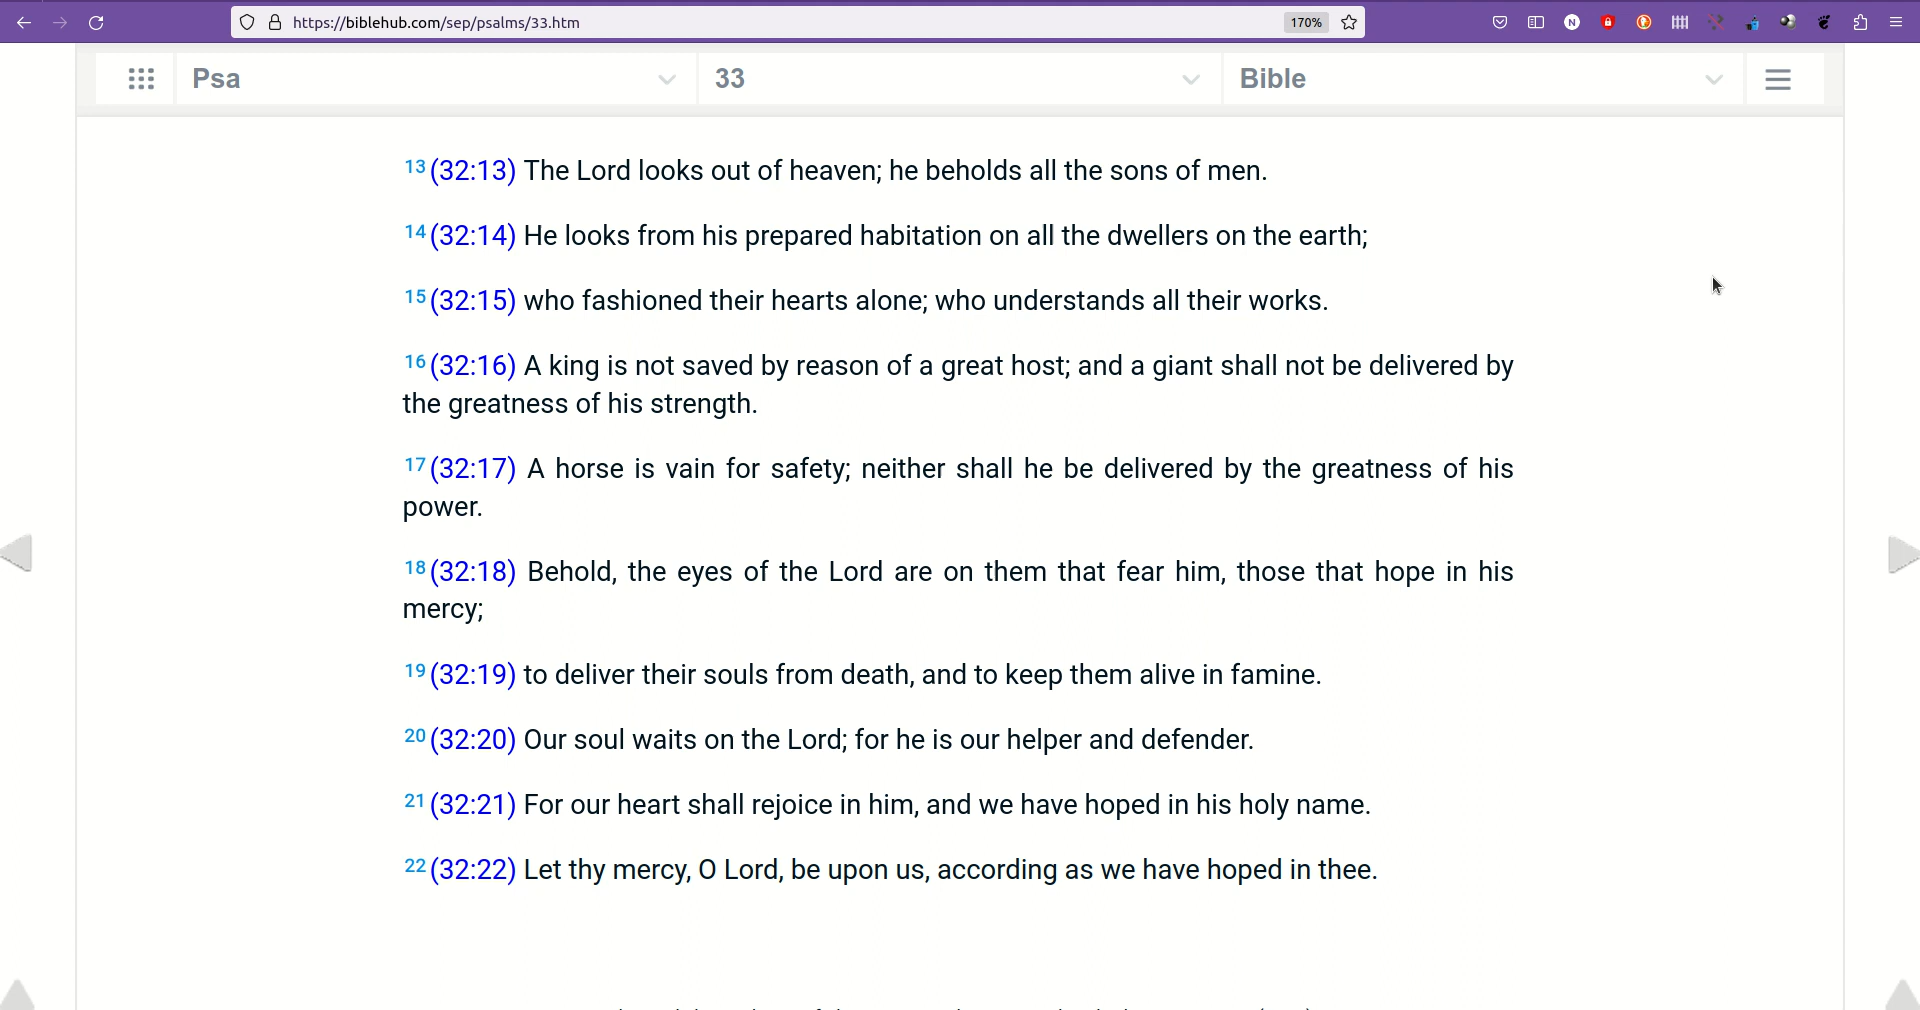 https://biblehub.com/sep/psalms/33.htm
170%
N
Psa
33
Bible
13 (32:13) The Lord looks out of heaven; he beholds all the sons of men.
14 (32:14) He looks from his prepared habitation on all the dwellers on the earth;
15 (32:15) who fashioned their hearts alone; who understands all their works.
16 (32:16) A king is not saved by reason of a great host; and a giant shall not be delivered by
the greatness of his strength.
17 (32:17) A horse is vain for safety; neither shall he be delivered by the greatness of his
power.
18 (32:18) Behold, the eyes of the Lord are on them that fear him, those that hope in his
mercy;
19 (32:19) to deliver their souls from death, and to keep them alive in famine.
20 (32:20) Our soul waits on the Lord; for he is our helper and defender.
21 (32:21) For our heart shall rejoice in him, and we have hoped in his holy name.
22 (32:22) Let thy mercy, O Lord, be upon us, according as we have hoped in thee.